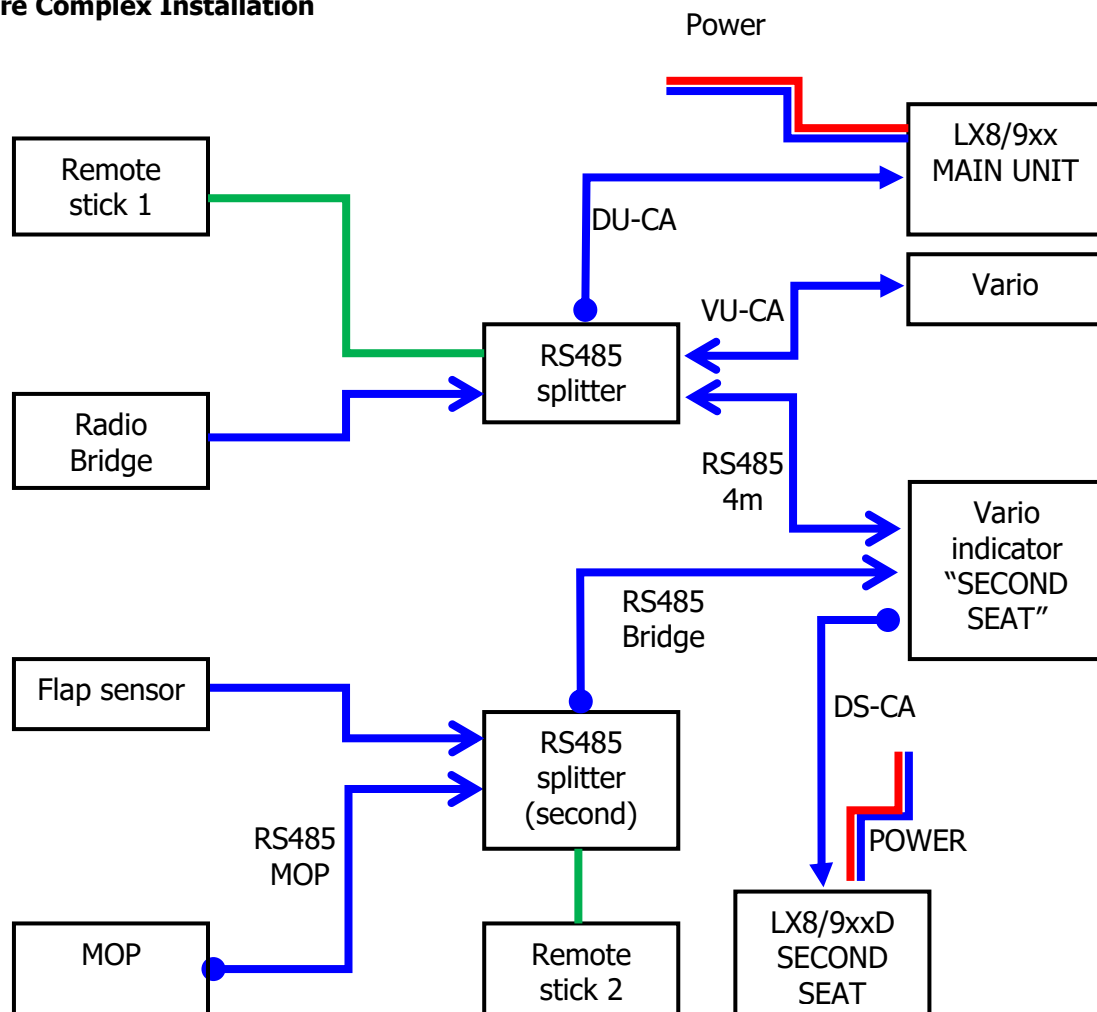 re Complex Installation
Power
LX8/9xx
MAIN UNIT
Remote
stick 1
DU-CA
Vario
VU-CA
RS485
splitter
Radio
Bridge
RS485
4m
Vario
indicator
“SECOND
SEAT”
RS485
Bridge
Flap sensor
DS-CA
RS485
splitter
(second)
RS485
MOP
POWER
MOP
Remote
stick 2
LX8/9xxD
SECOND
SEAT